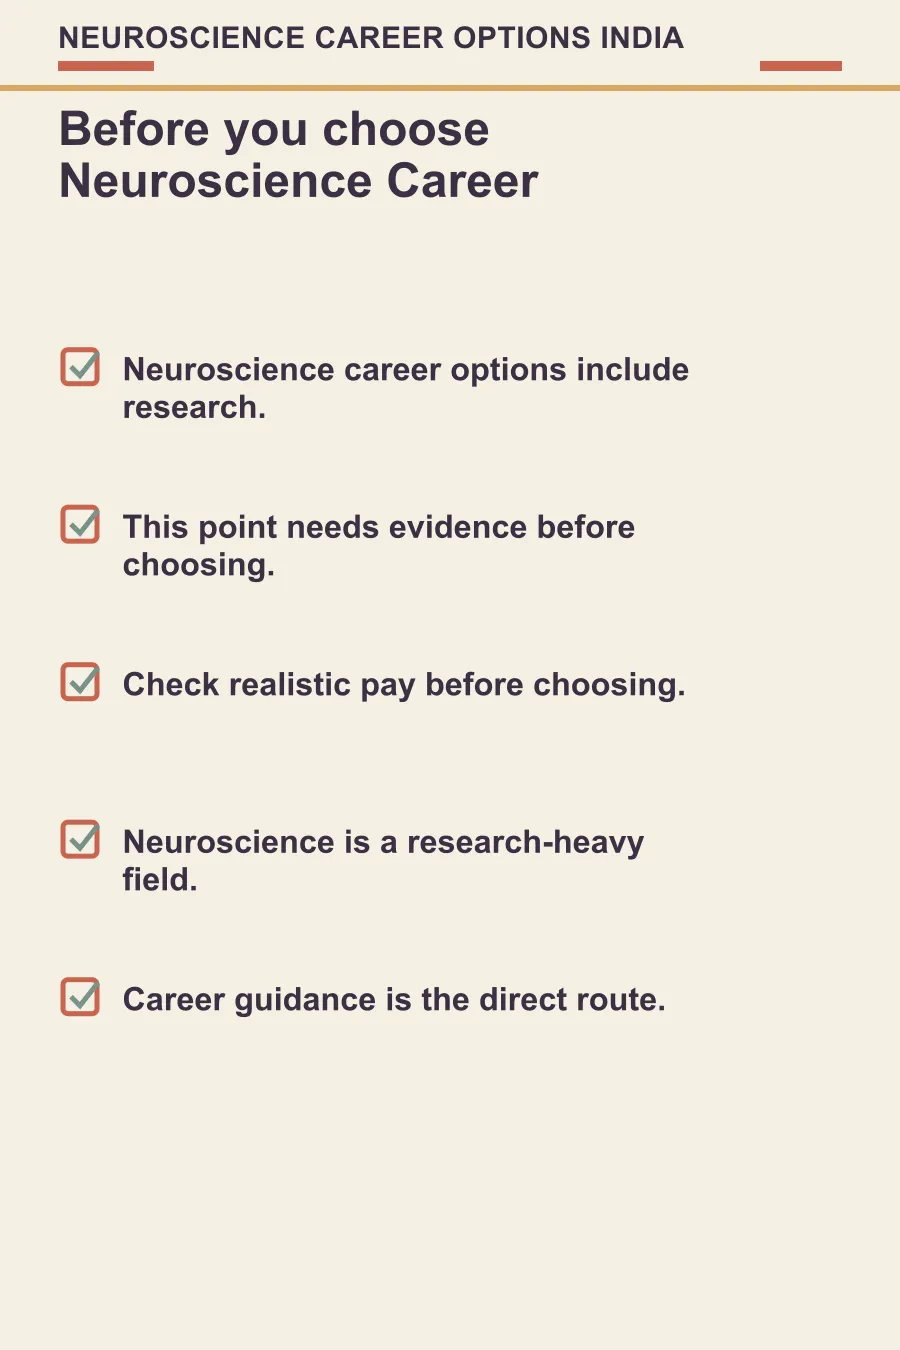 NEUROSCIENCE CAREER OPTIONS INDIA
Before you choose
Neuroscience Career
Neuroscience career options include
research.
This point needs evidence before
choosing.
Check realistic pay before choosing.
Neuroscience is a research-heavy
field.
Career guidance is the direct route.